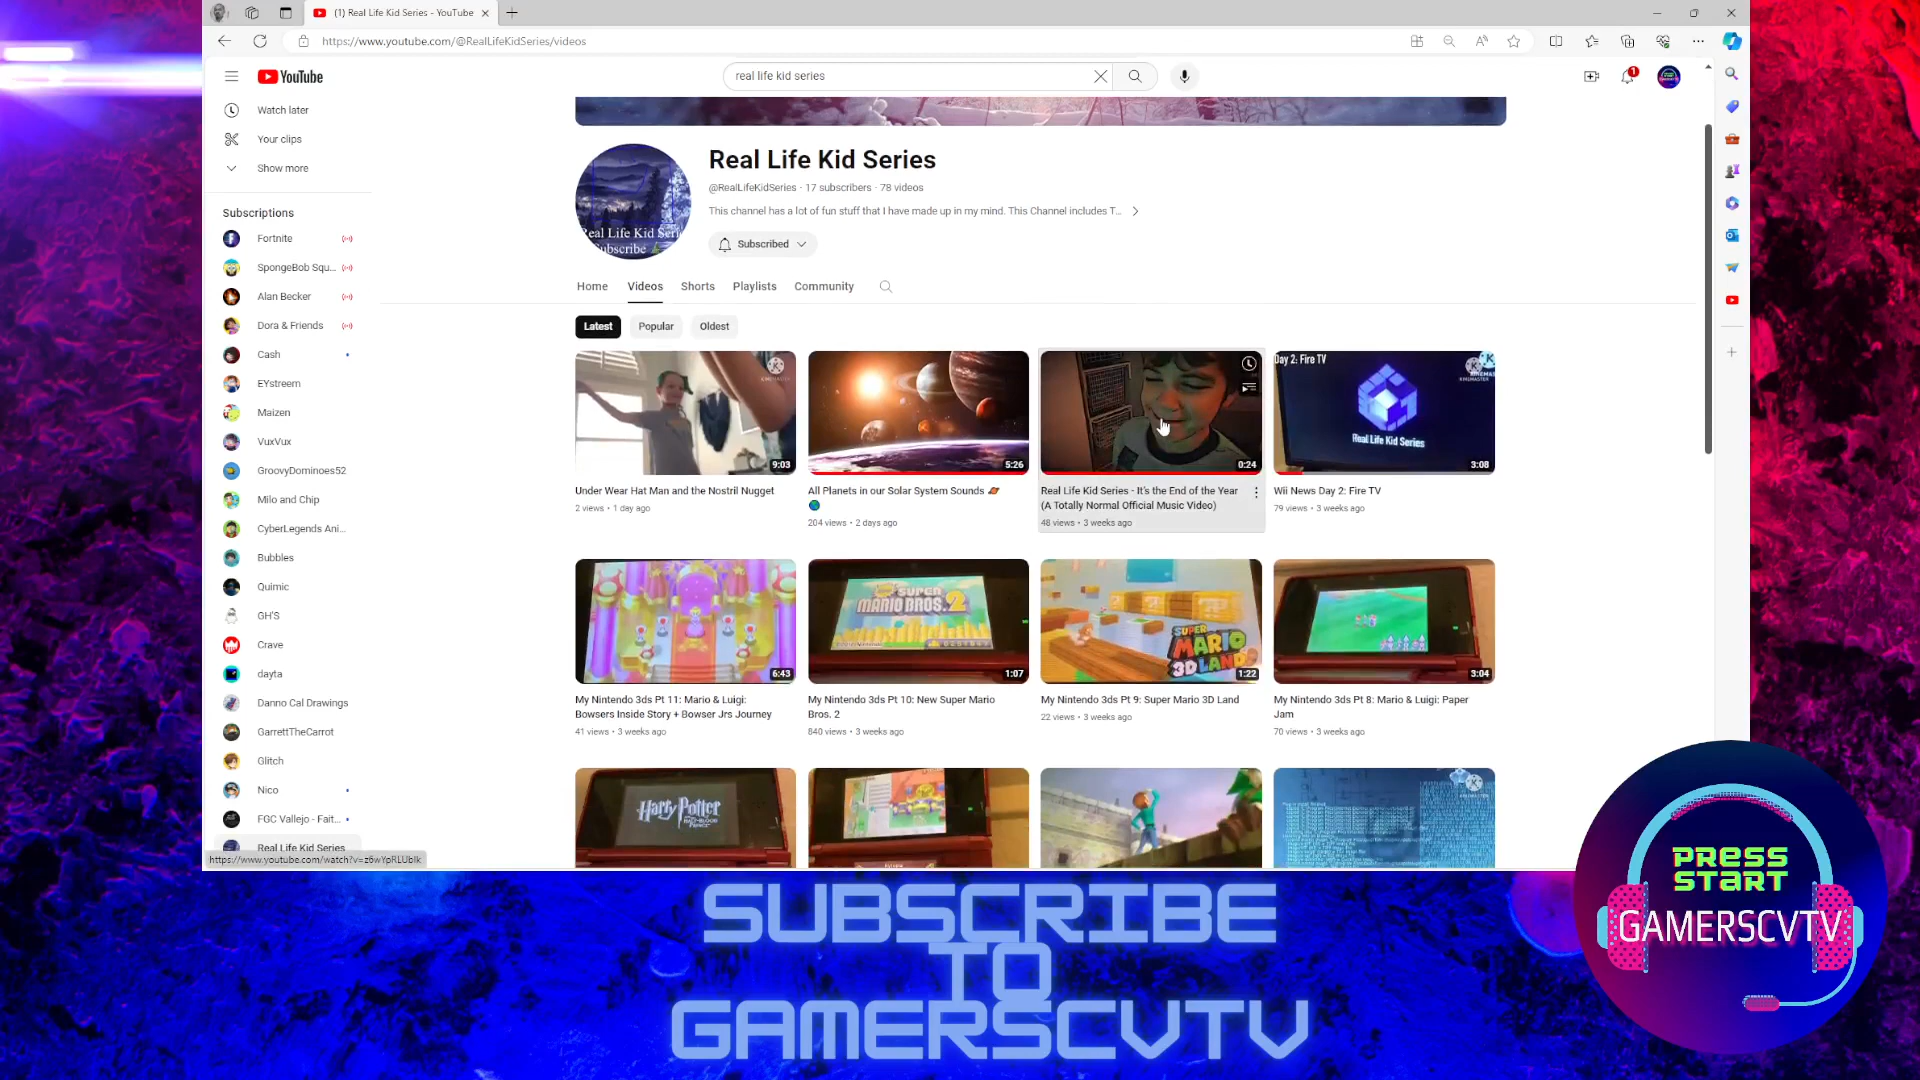 (1) Real Life Kid Series - YouTube
https://www.youtube.com/@RealLifeKidSeries/videos
YouTube
real life kid series
1
Watch later
Your clips
Show more
Subscriptions
Fortnite
SpongeBob Squ...
Alan Becker
Dora & Friends
Cash
EYstreem
Maizen
VuxVux
GroovyDominoes52
Milo and Chip
CyberLegends Ani...
Bubbles
Quimic
GH'S
Crave
dayta
Danno Cal Drawings
GarrettTheCarrot
Glitch
Nico
FGC Vallejo - Fait...
Real Life Kid Series
https://www.youtube.com/watch?v=z6wYpRLUbIk
Real Life Kid Series
Subscribe
Real Life Kid Series
@RealLifeKidSeries · 17 subscribers · 78 videos
This channel has a lot of fun stuff that I have made up in my mind. This Channel includes T...
Subscribed
Home Videos Shorts Playlists Community
Latest Popular Oldest
KINEMASTER
9:03
Under Wear Hat Man and the Nostril Nugget
2 views • 1 day ago
5:26
All Planets in our Solar System Sounds 🪐
🌎
204 views • 2 days ago
0:24
Real Life Kid Series - It's the End of the Year
(A Totally Normal Official Music Video)
48 views • 3 weeks ago
Day 2: Fire TV
Real Life Kid Series
3:08
Wii News Day 2: Fire TV
79 views • 3 weeks ago
6:43
My Nintendo 3ds Pt 11: Mario & Luigi:
Bowsers Inside Story + Bowser Jrs Journey
41 views • 3 weeks ago
NEW SUPER
MARIO BROS. 2
1:07
My Nintendo 3ds Pt 10: New Super Mario
Bros. 2
840 views • 3 weeks ago
SUPER
MARIO
3D LAND
1:22
My Nintendo 3ds Pt 9: Super Mario 3D Land
22 views • 3 weeks ago
3:04
My Nintendo 3ds Pt 8: Mario & Luigi: Paper
Jam
70 views • 3 weeks ago
Harry Potter
PRESS
START
GAMERSCVTV
SUBSCRIBE
TO
GAMERSCVTV